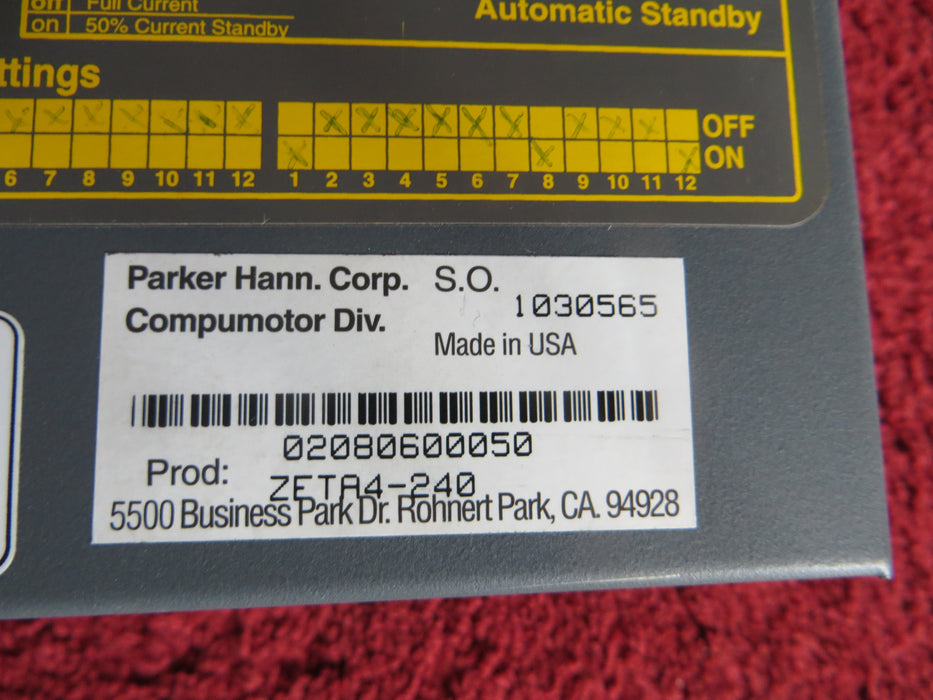 off Full Current
on 50% Current Standby
Automatic Standby
ttings
OFF
ON
6 7 8 9 10 11 12 1 2 3 4 5 6 7 8 9 10 11 12
Parker Hann. Corp. S.O.
1030565
Compumotor Div.
Made in USA
02080600050
Prod: ZETA4-240
5500 Business Park Dr. Rohnert Park, CA. 94928